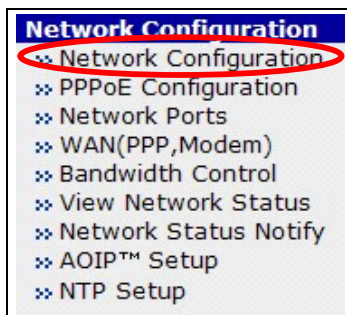 Network Configuration
» Network Configuration
» PPPoE Configuration
» Network Ports
» WAN(PPP,Modem)
» Bandwidth Control
» View Network Status
» Network Status Notify
» AOIP™ Setup
» NTP Setup